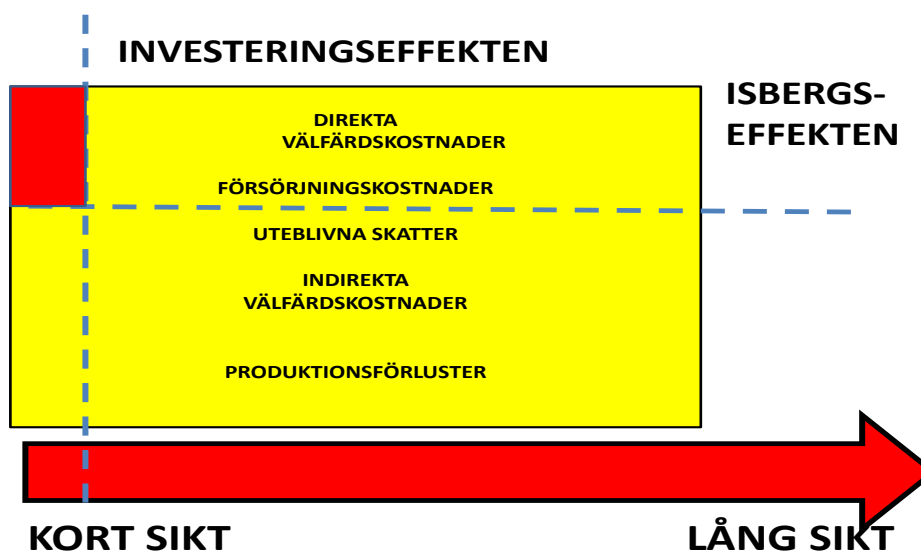 INVESTERINGSEFFEKTEN
ISBERGS-
EFFEKTEN
DIREKTA
VÄLFÄRDSKOSTNADER
FÖRSÖRJNINGSKOSTNADER
UTEBLIVNA SKATTER
INDIREKTA
VÄLFÄRDSKOSTNADER
PRODUKTIONSFÖRLUSTER
KORT SIKT
LÅNG SIKT